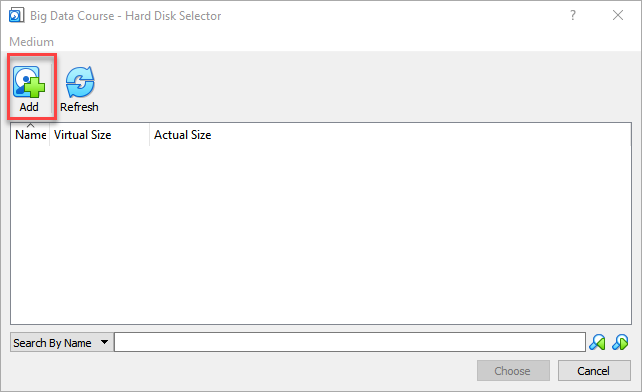 Big Data Course - Hard Disk Selector
Medium
Add Refresh
Name Virtual Size Actual Size
Search By Name
Choose Cancel